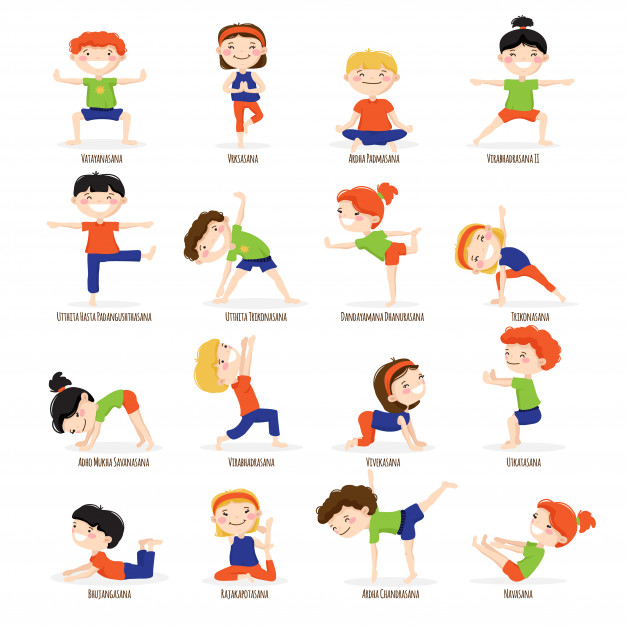 Vatayanasana
Vrksasana
Ardha Padmasana
Virabhadrasana II
Utthita Hasta Padangushthasana
Utthita Trikonasana
Dandayamana Dhanurasana
Trikonasana
Adho Mukha Savanasana
Virabhadrasana
Vivekasana
Utkatasana
Bhujangasana
Rajakapotasana
Ardha Chandrasana
Navasana